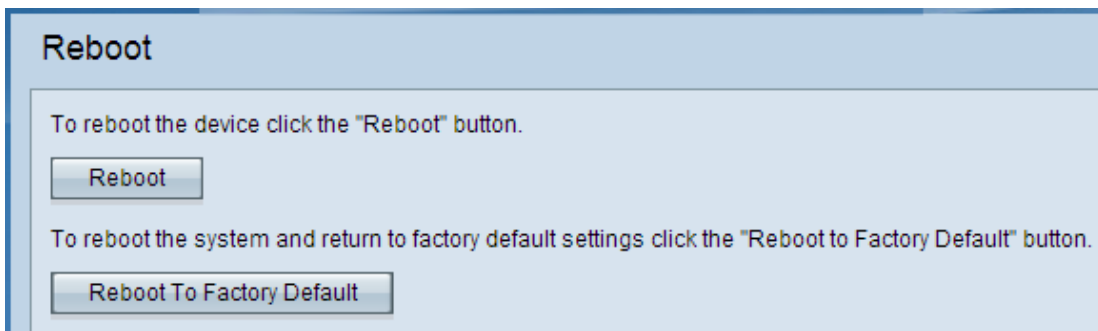 Reboot
To reboot the device click the "Reboot" button.
Reboot
To reboot the system and return to factory default settings click the "Reboot to Factory Default" button.
Reboot To Factory Default